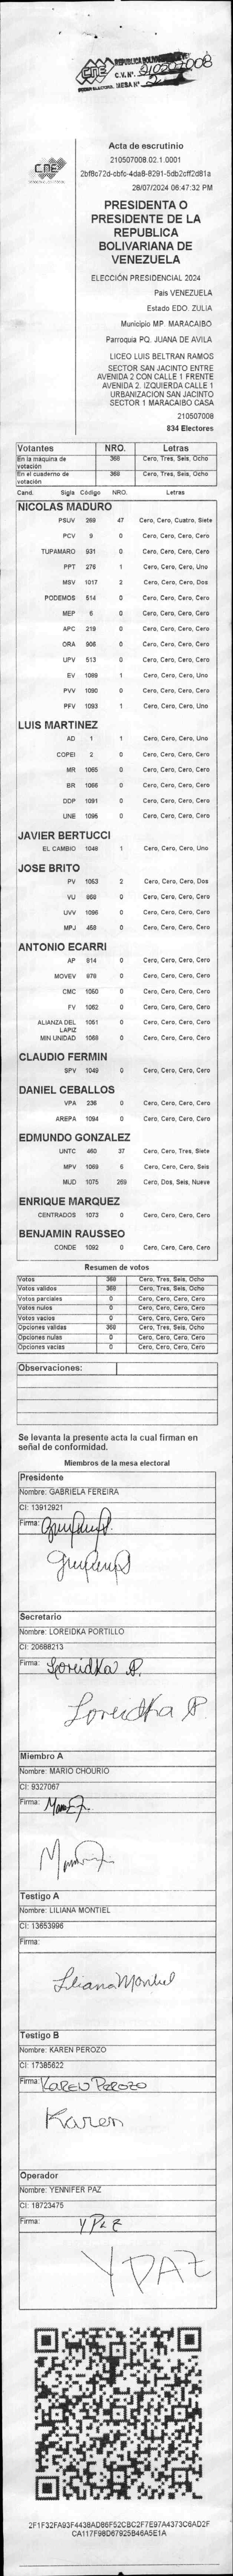 CNE
REPUBLICA BOLIVARIANA
C.V. Nº. 210507008
PODER ELECTORAL MESA Nº
CNE
Acta de escrutinio
210507008.02.1.0001
28/07/2024 06:47:32 PM
PRESIDENTA O
PRESIDENTE DE LA
REPUBLICA
BOLIVARIANA DE
VENEZUELA
ELECCIÓN PRESIDENCIAL 2024
Pais VENEZUELA
Estado EDO. ZULIA
Municipio MP. MARACAIBO
Parroquia PQ. JUANA DE AVILA
LICEO LUIS BELTRAN RAMOS
SECTOR SAN JACINTO ENTRE
AVENIDA 2 CON CALLE 1 FRENTE
AVENIDA 2. IZQUIERDA CALLE 1
URBANIZACION SAN JACINTO
SECTOR 1 MARACAIBO CASA
210507008
834 Electores
Votantes NRO. Letras
En la máquina de votación 368 Cero, Tres, Seis, Ocho
En el cuaderno de votación 368 Cero, Tres, Seis, Ocho
Cand. Sigla Código NRO. Letras
NICOLAS MADURO
PSUV 269 47 Cero, Cero, Cuatro, Siete
PCV 9 0 Cero, Cero, Cero, Cero
TUPAMARO 931 0 Cero, Cero, Cero, Cero
PPT 276 1 Cero, Cero, Cero, Uno
MSV 1017 2 Cero, Cero, Cero, Dos
PODEMOS 514 0 Cero, Cero, Cero, Cero
MEP 6 0 Cero, Cero, Cero, Cero
APC 219 0 Cero, Cero, Cero, Cero
ORA 906 0 Cero, Cero, Cero, Cero
UPV 513 0 Cero, Cero, Cero, Cero
EV 1089 1 Cero, Cero, Cero, Uno
PVV 1090 0 Cero, Cero, Cero, Cero
PFV 1093 1 Cero, Cero, Cero, Uno
LUIS MARTINEZ
AD 1 1 Cero, Cero, Cero, Uno
COPEI 2 0 Cero, Cero, Cero, Cero
MR 1065 0 Cero, Cero, Cero, Cero
BR 1066 0 Cero, Cero, Cero, Cero
DDP 1091 0 Cero, Cero, Cero, Cero
UNE 1095 0 Cero, Cero, Cero, Cero
JAVIER BERTUCCI
EL CAMBIO 1048 1 Cero, Cero, Cero, Uno
JOSE BRITO
PV 1053 2 Cero, Cero, Cero, Dos
VU 868 0 Cero, Cero, Cero, Cero
UVV 1096 0 Cero, Cero, Cero, Cero
MPJ 458 0 Cero, Cero, Cero, Cero
ANTONIO ECARRI
AP 814 0 Cero, Cero, Cero, Cero
MOVEV 878 0 Cero, Cero, Cero, Cero
CMC 1050 0 Cero, Cero, Cero, Cero
FV 1062 0 Cero, Cero, Cero, Cero
ALIANZA DEL LAPIZ 1051 0 Cero, Cero, Cero, Cero
MIN UNIDAD 1068 0 Cero, Cero, Cero, Cero
CLAUDIO FERMIN
SPV 1049 0 Cero, Cero, Cero, Cero
DANIEL CEBALLOS
VPA 236 0 Cero, Cero, Cero, Cero
AREPA 1094 0 Cero, Cero, Cero, Cero
EDMUNDO GONZALEZ
UNTC 460 37 Cero, Cero, Tres, Siete
MPV 1069 6 Cero, Cero, Cero, Seis
MUD 1075 269 Cero, Dos, Seis, Nueve
ENRIQUE MARQUEZ
CENTRADOS 1073 0 Cero, Cero, Cero, Cero
BENJAMIN RAUSSEO
CONDE 1092 0 Cero, Cero, Cero, Cero
Resumen de votos
Votos 368 Cero, Tres, Seis, Ocho
Votos validos 368 Cero, Tres, Seis, Ocho
Votos parciales 0 Cero, Cero, Cero, Cero
Votos nulos 0 Cero, Cero, Cero, Cero
Votos vacios 0 Cero, Cero, Cero, Cero
Opciones validas 368 Cero, Tres, Seis, Ocho
Opciones nulas 0 Cero, Cero, Cero, Cero
Opciones vacias 0 Cero, Cero, Cero, Cero
Observaciones:
Se levanta la presente acta la cual firman en
señal de conformidad.
Miembros de la mesa electoral
Presidente
Nombre: GABRIELA FEREIRA
CI: 13912921
Firma:
Secretario
Nombre: LOREIDKA PORTILLO
CI: 20688213
Firma: Loreidka P.
Loreidka P.
Miembro A
Nombre: MARIO CHOURIO
CI: 9327067
Firma:
Testigo A
Nombre: LILIANA MONTIEL
CI: 13653996
Firma:
Liliana Montiel
Testigo B
Nombre: KAREN PEROZO
CI: 17385622
Firma: KAREN PEROZO
Karen
Operador
Nombre: YENNIFER PAZ
CI: 18723475
Firma: Y PAZ
Y PAZ